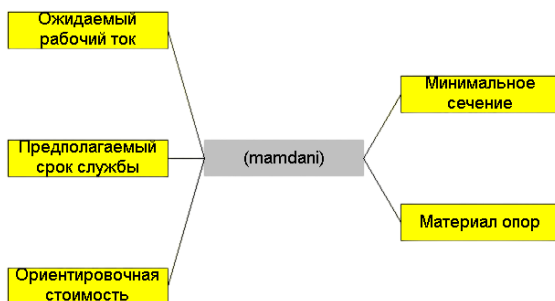 Ожидаемый
рабочий ток
Предполагаемый
срок службы
Ориентировочная
стоимость
(mamdani)
Минимальное
сечение
Материал опор